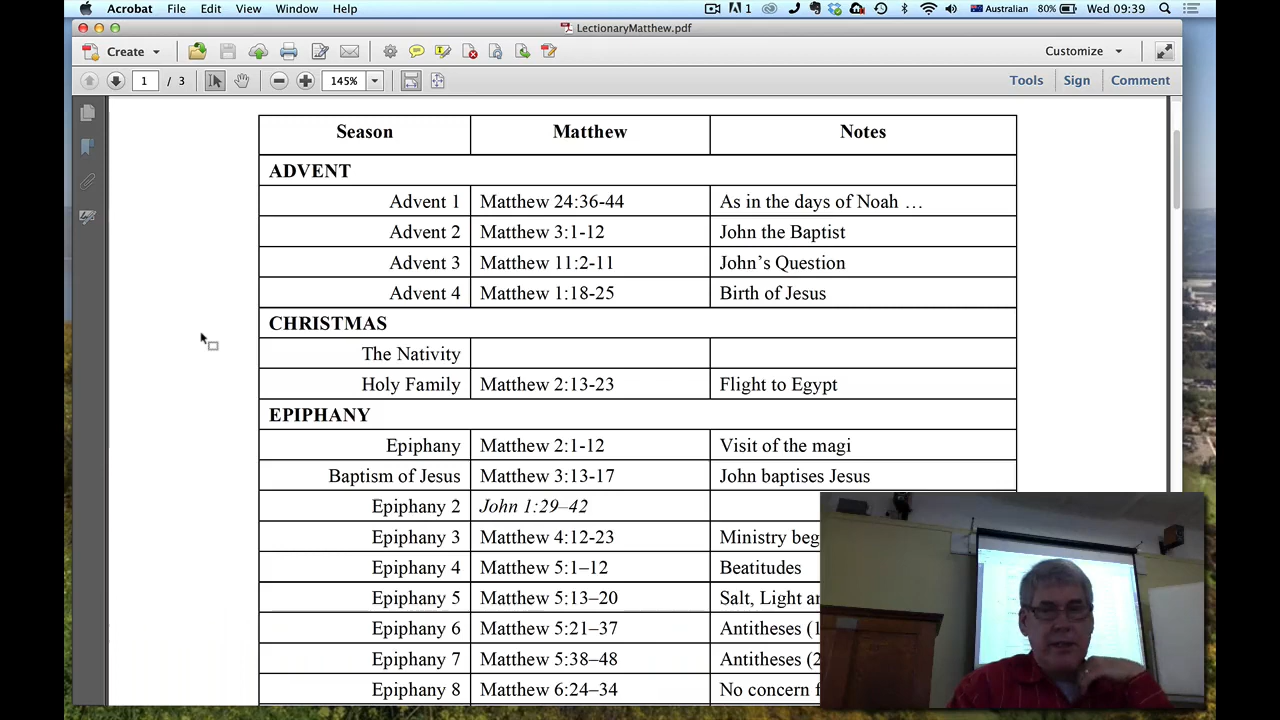 Acrobat File Edit View Window Help 1 Australian 80% Wed 09:39
LectionaryMatthew.pdf
Create Customize
1 / 3 145% Tools Sign Comment
Season Matthew Notes
ADVENT
Advent 1 Matthew 24:36-44 As in the days of Noah …
Advent 2 Matthew 3:1-12 John the Baptist
Advent 3 Matthew 11:2-11 John’s Question
Advent 4 Matthew 1:18-25 Birth of Jesus
CHRISTMAS
The Nativity
Holy Family Matthew 2:13-23 Flight to Egypt
EPIPHANY
Epiphany Matthew 2:1-12 Visit of the magi
Baptism of Jesus Matthew 3:13-17 John baptises Jesus
Epiphany 2 John 1:29–42
Epiphany 3 Matthew 4:12-23 Ministry beg
Epiphany 4 Matthew 5:1–12 Beatitudes
Epiphany 5 Matthew 5:13–20 Salt, Light an
Epiphany 6 Matthew 5:21–37 Antitheses (1
Epiphany 7 Matthew 5:38–48 Antitheses (2
Epiphany 8 Matthew 6:24–34 No concern f